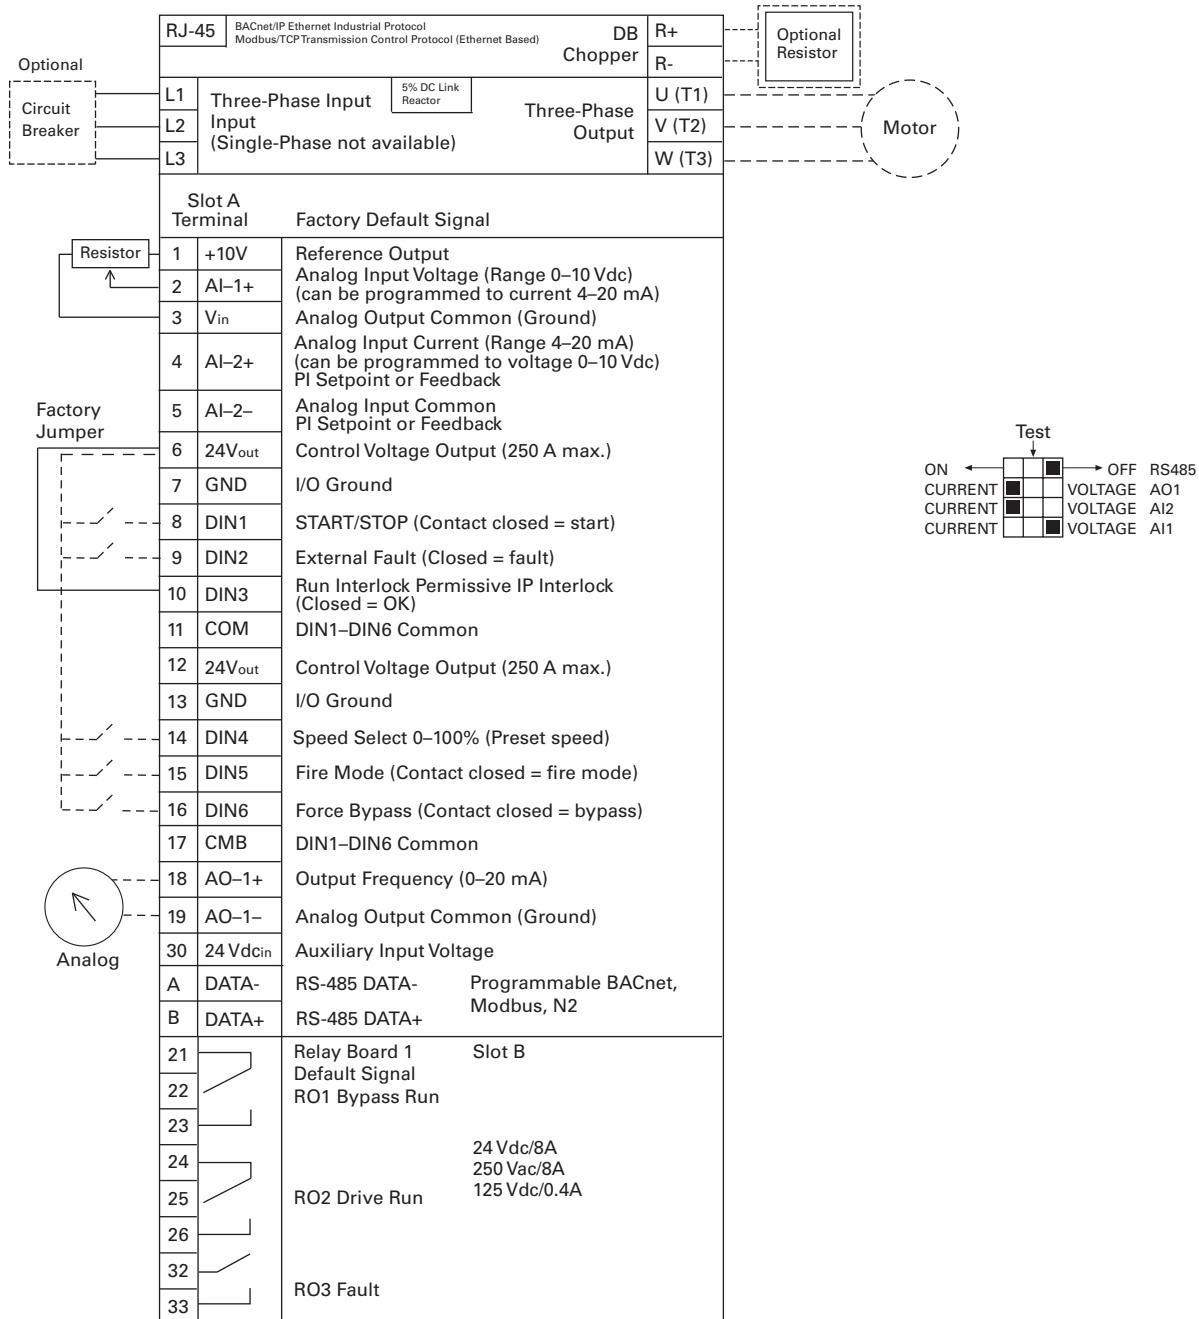 RJ-45 BACnet/IP Ethernet Industrial Protocol
Modbus/TCP Transmission Control Protocol (Ethernet Based)
DB
Chopper
R+
R-
Optional
Resistor
Optional
Circuit
Breaker
L1
L2
L3
Three-Phase Input
Input
(Single-Phase not available)
5% DC Link
Reactor
Three-Phase
Output
U (T1)
V (T2)
W (T3)
Motor
Slot A
Terminal
Factory Default Signal
Resistor
1 +10V Reference Output
2 AI–1+ Analog Input Voltage (Range 0–10 Vdc)
(can be programmed to current 4–20 mA)
3 Vin Analog Output Common (Ground)
4 AI–2+ Analog Input Current (Range 4–20 mA)
(can be programmed to voltage 0–10 Vdc)
PI Setpoint or Feedback
5 AI–2– Analog Input Common
PI Setpoint or Feedback
Factory
Jumper
6 24Vout Control Voltage Output (250 A max.)
7 GND I/O Ground
8 DIN1 START/STOP (Contact closed = start)
9 DIN2 External Fault (Closed = fault)
10 DIN3 Run Interlock Permissive IP Interlock
(Closed = OK)
11 COM DIN1–DIN6 Common
12 24Vout Control Voltage Output (250 A max.)
13 GND I/O Ground
14 DIN4 Speed Select 0–100% (Preset speed)
15 DIN5 Fire Mode (Contact closed = fire mode)
16 DIN6 Force Bypass (Contact closed = bypass)
17 CMB DIN1–DIN6 Common
18 AO–1+ Output Frequency (0–20 mA)
19 AO–1– Analog Output Common (Ground)
Analog
30 24 Vdcin Auxiliary Input Voltage
A DATA- RS-485 DATA-
B DATA+ RS-485 DATA+
Programmable BACnet,
Modbus, N2
21
22
23
24
25
26
32
33
Relay Board 1
Default Signal
RO1 Bypass Run
Slot B
24 Vdc/8A
250 Vac/8A
125 Vdc/0.4A
RO2 Drive Run
RO3 Fault
Test
ON OFF RS485
CURRENT VOLTAGE AO1
CURRENT VOLTAGE AI2
CURRENT VOLTAGE AI1